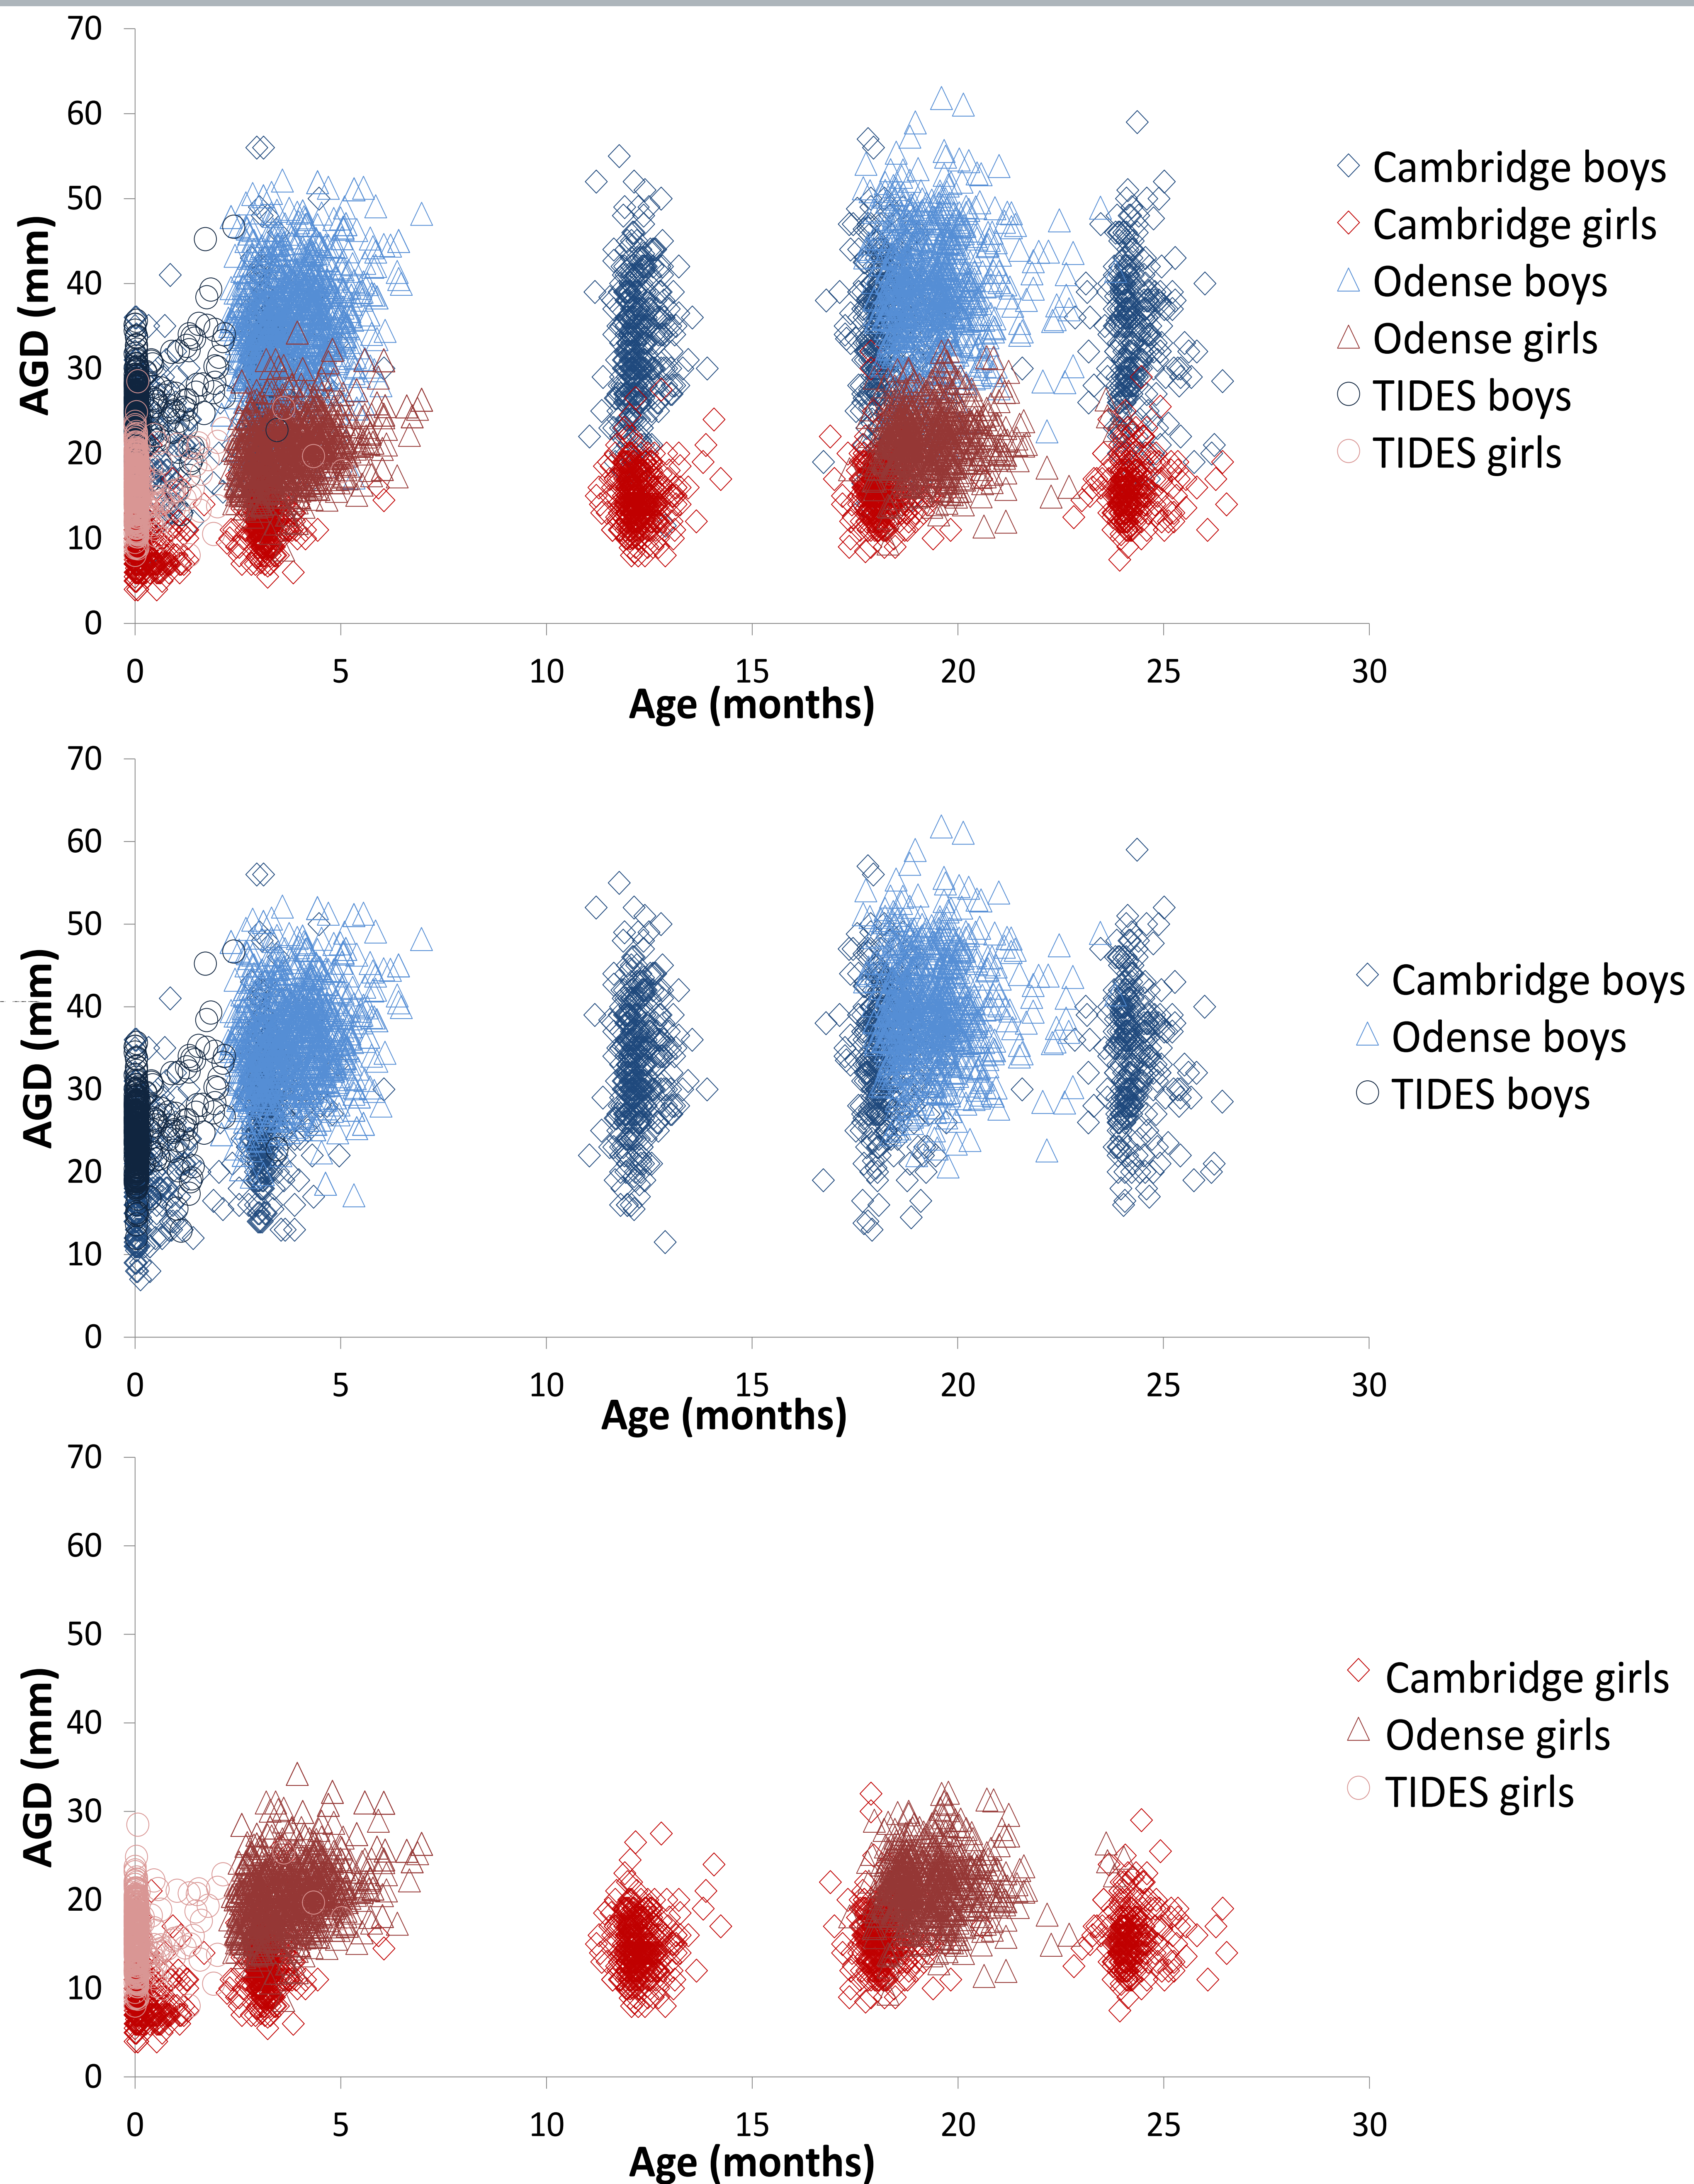 70
60
50
40
30
20
10
0
AGD (mm)
0 5 10 15 20 25 30
Age (months)
Cambridge boys
Cambridge girls
Odense boys
Odense girls
TIDES boys
TIDES girls
70
60
50
40
30
20
10
0
AGD (mm)
0 5 10 15 20 25 30
Age (months)
Cambridge boys
Odense boys
TIDES boys
70
60
50
40
30
20
10
0
AGD (mm)
0 5 10 15 20 25 30
Age (months)
Cambridge girls
Odense girls
TIDES girls